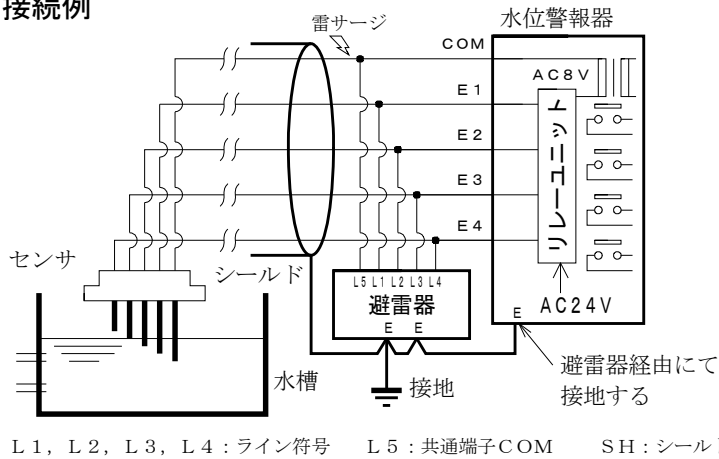 接続例
雷サージ
水位警報器
COM
AC8V
E1
E2
E3
E4
リレーユニット
センサ
シールド
L5 L1 L2 L3 L4
避雷器
E E
E
AC24V
水槽
接地
避雷器経由にて
接地する
L1，L2，L3，L4：ライン符号 L5：共通端子COM SH：シール